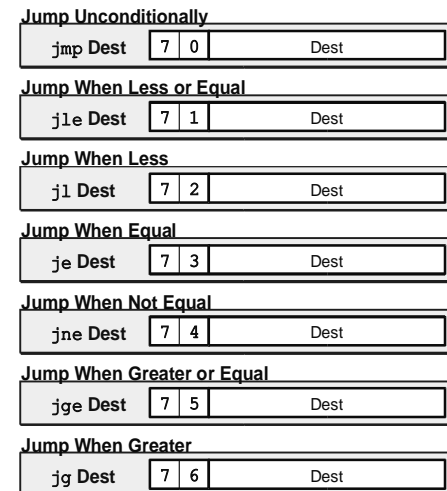 Jump Unconditionally
jmp Dest 7 0 Dest
Jump When Less or Equal
jle Dest 7 1 Dest
Jump When Less
jl Dest 7 2 Dest
Jump When Equal
je Dest 7 3 Dest
Jump When Not Equal
jne Dest 7 4 Dest
Jump When Greater or Equal
jge Dest 7 5 Dest
Jump When Greater
jg Dest 7 6 Dest